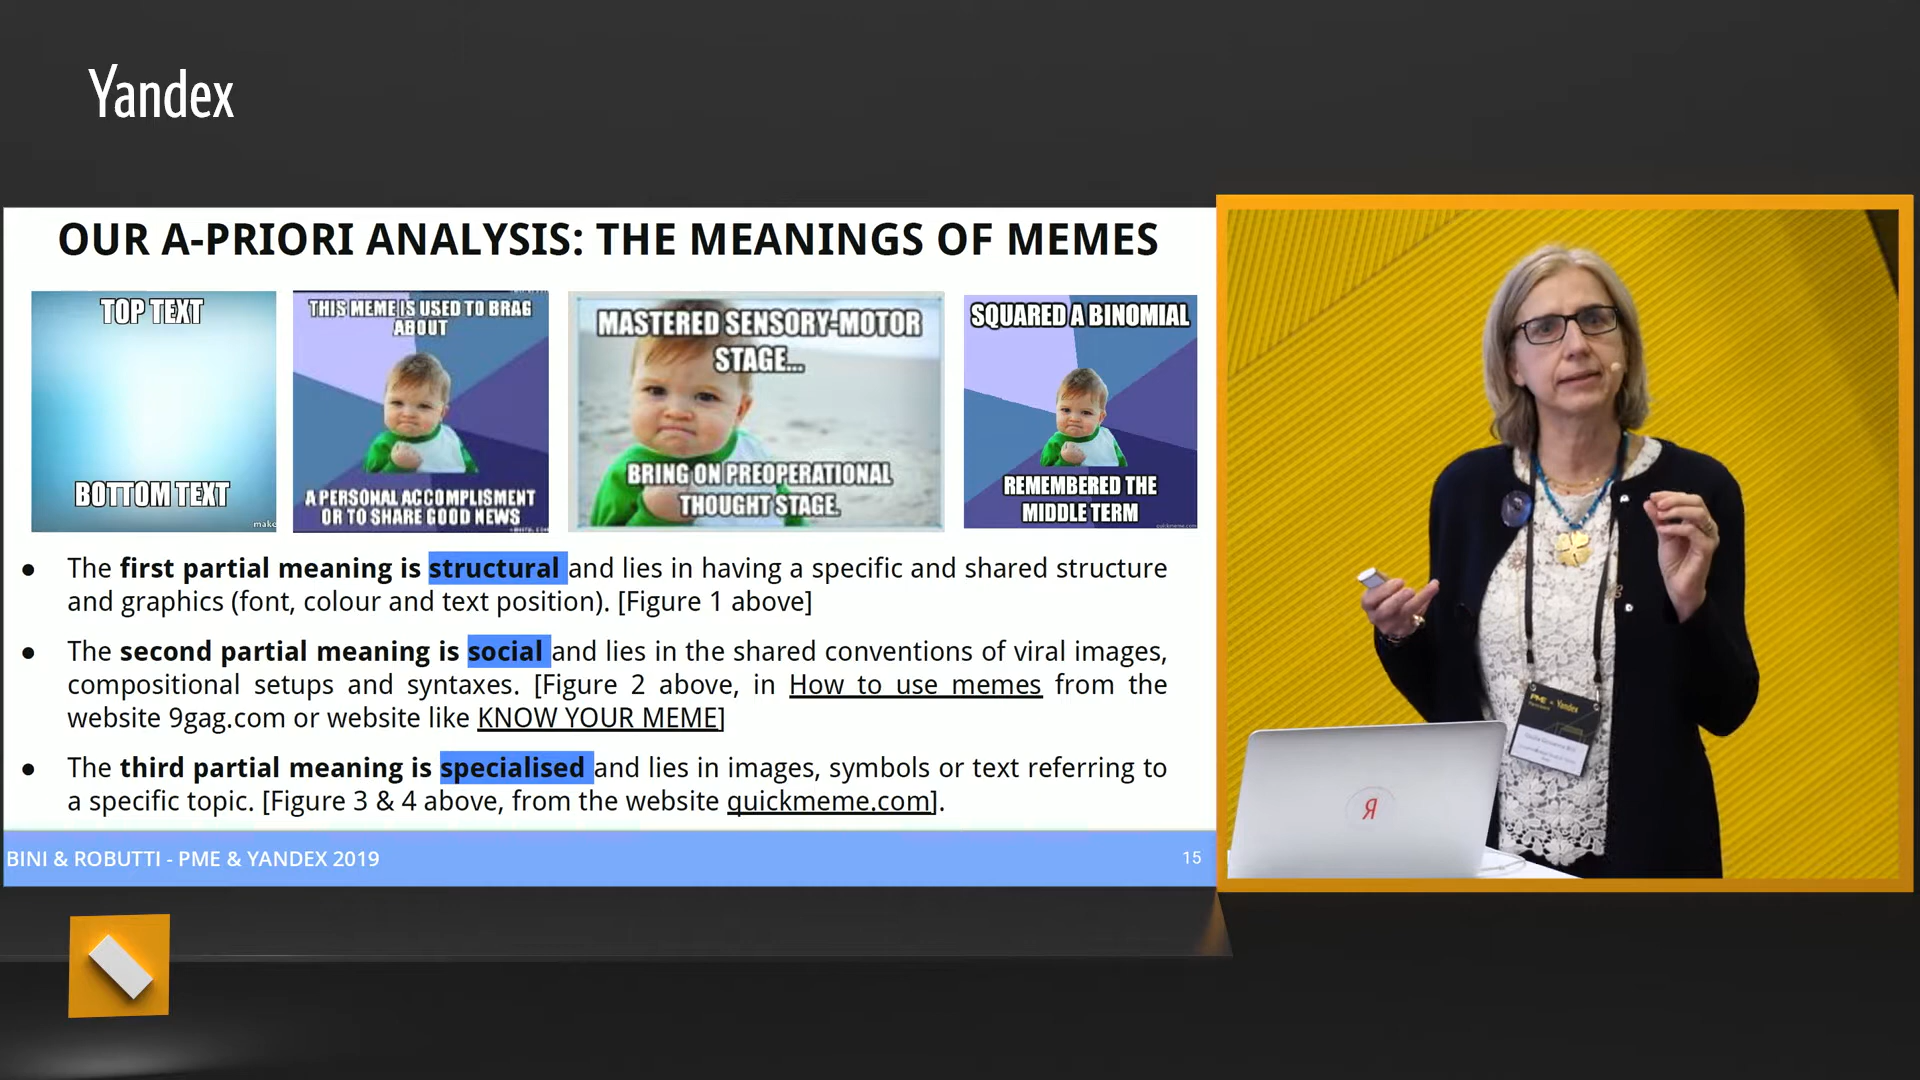 Yandex
OUR A-PRIORI ANALYSIS: THE MEANINGS OF MEMES
TOP TEXT
BOTTOM TEXT
make
THIS MEME IS USED TO BRAG
ABOUT
A PERSONAL ACCOMPLISMENT
OR TO SHARE GOOD NEWS
MASTERED SENSORY-MOTOR
STAGE...
BRING ON PREOPERATIONAL
THOUGHT STAGE.
SQUARED A BINOMIAL
REMEMBERED THE
MIDDLE TERM
quickmeme.com
● The first partial meaning is structural and lies in having a specific and shared structure
and graphics (font, colour and text position). [Figure 1 above]
● The second partial meaning is social and lies in the shared conventions of viral images,
compositional setups and syntaxes. [Figure 2 above, in How to use memes from the
website 9gag.com or website like KNOW YOUR MEME]
● The third partial meaning is specialised and lies in images, symbols or text referring to
a specific topic. [Figure 3 & 4 above, from the website quickmeme.com].
BINI & ROBUTTI - PME & YANDEX 2019
15
PME
Yandex
Я